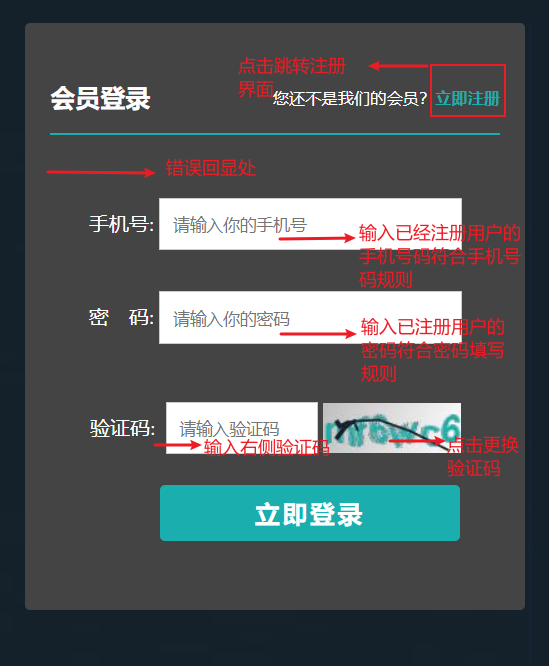 点击跳转注册
界面
会员登录
您还不是我们的会员？立即注册
错误回显处
手机号:
请输入你的手机号
输入已经注册用户的
手机号码符合手机号
码规则
密 码:
请输入你的密码
输入已注册用户的
密码符合密码填写
规则
验证码:
请输入验证码
输入右侧验证码
点击更换
验证码
立即登录